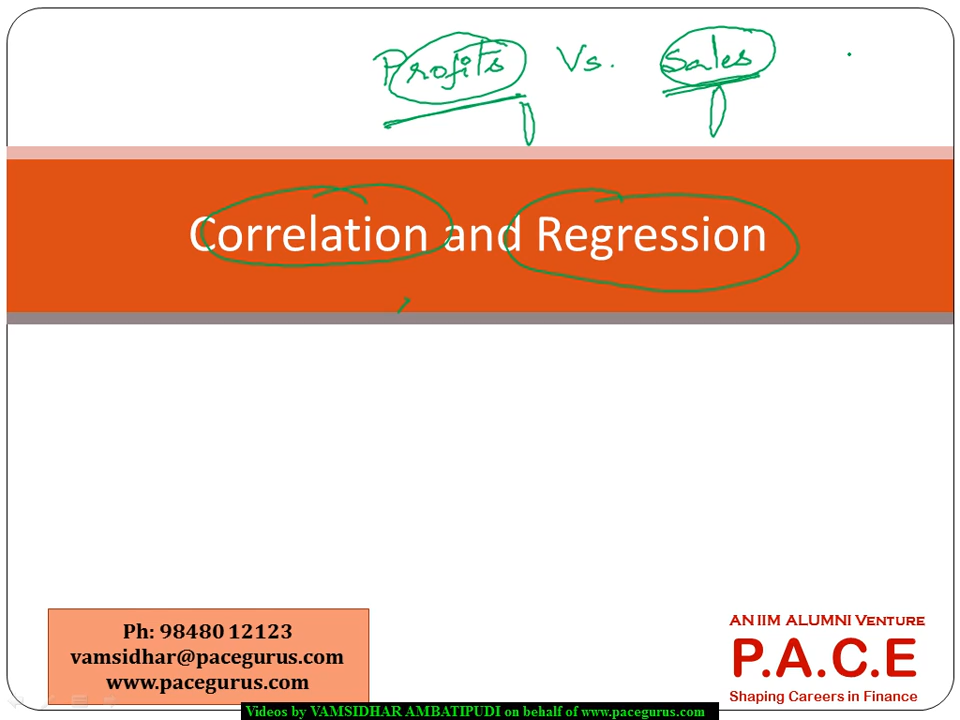 Profits Vs. Sales
Correlation and Regression
Ph: 98480 12123
vamsidhar@pacegurus.com
www.pacegurus.com
AN IIM ALUMNI VENTURE
P.A.C.E
Shaping Careers in Finance
Videos by VAMSIDHAR AMBATIPUDI on behalf of www.pacegurus.com